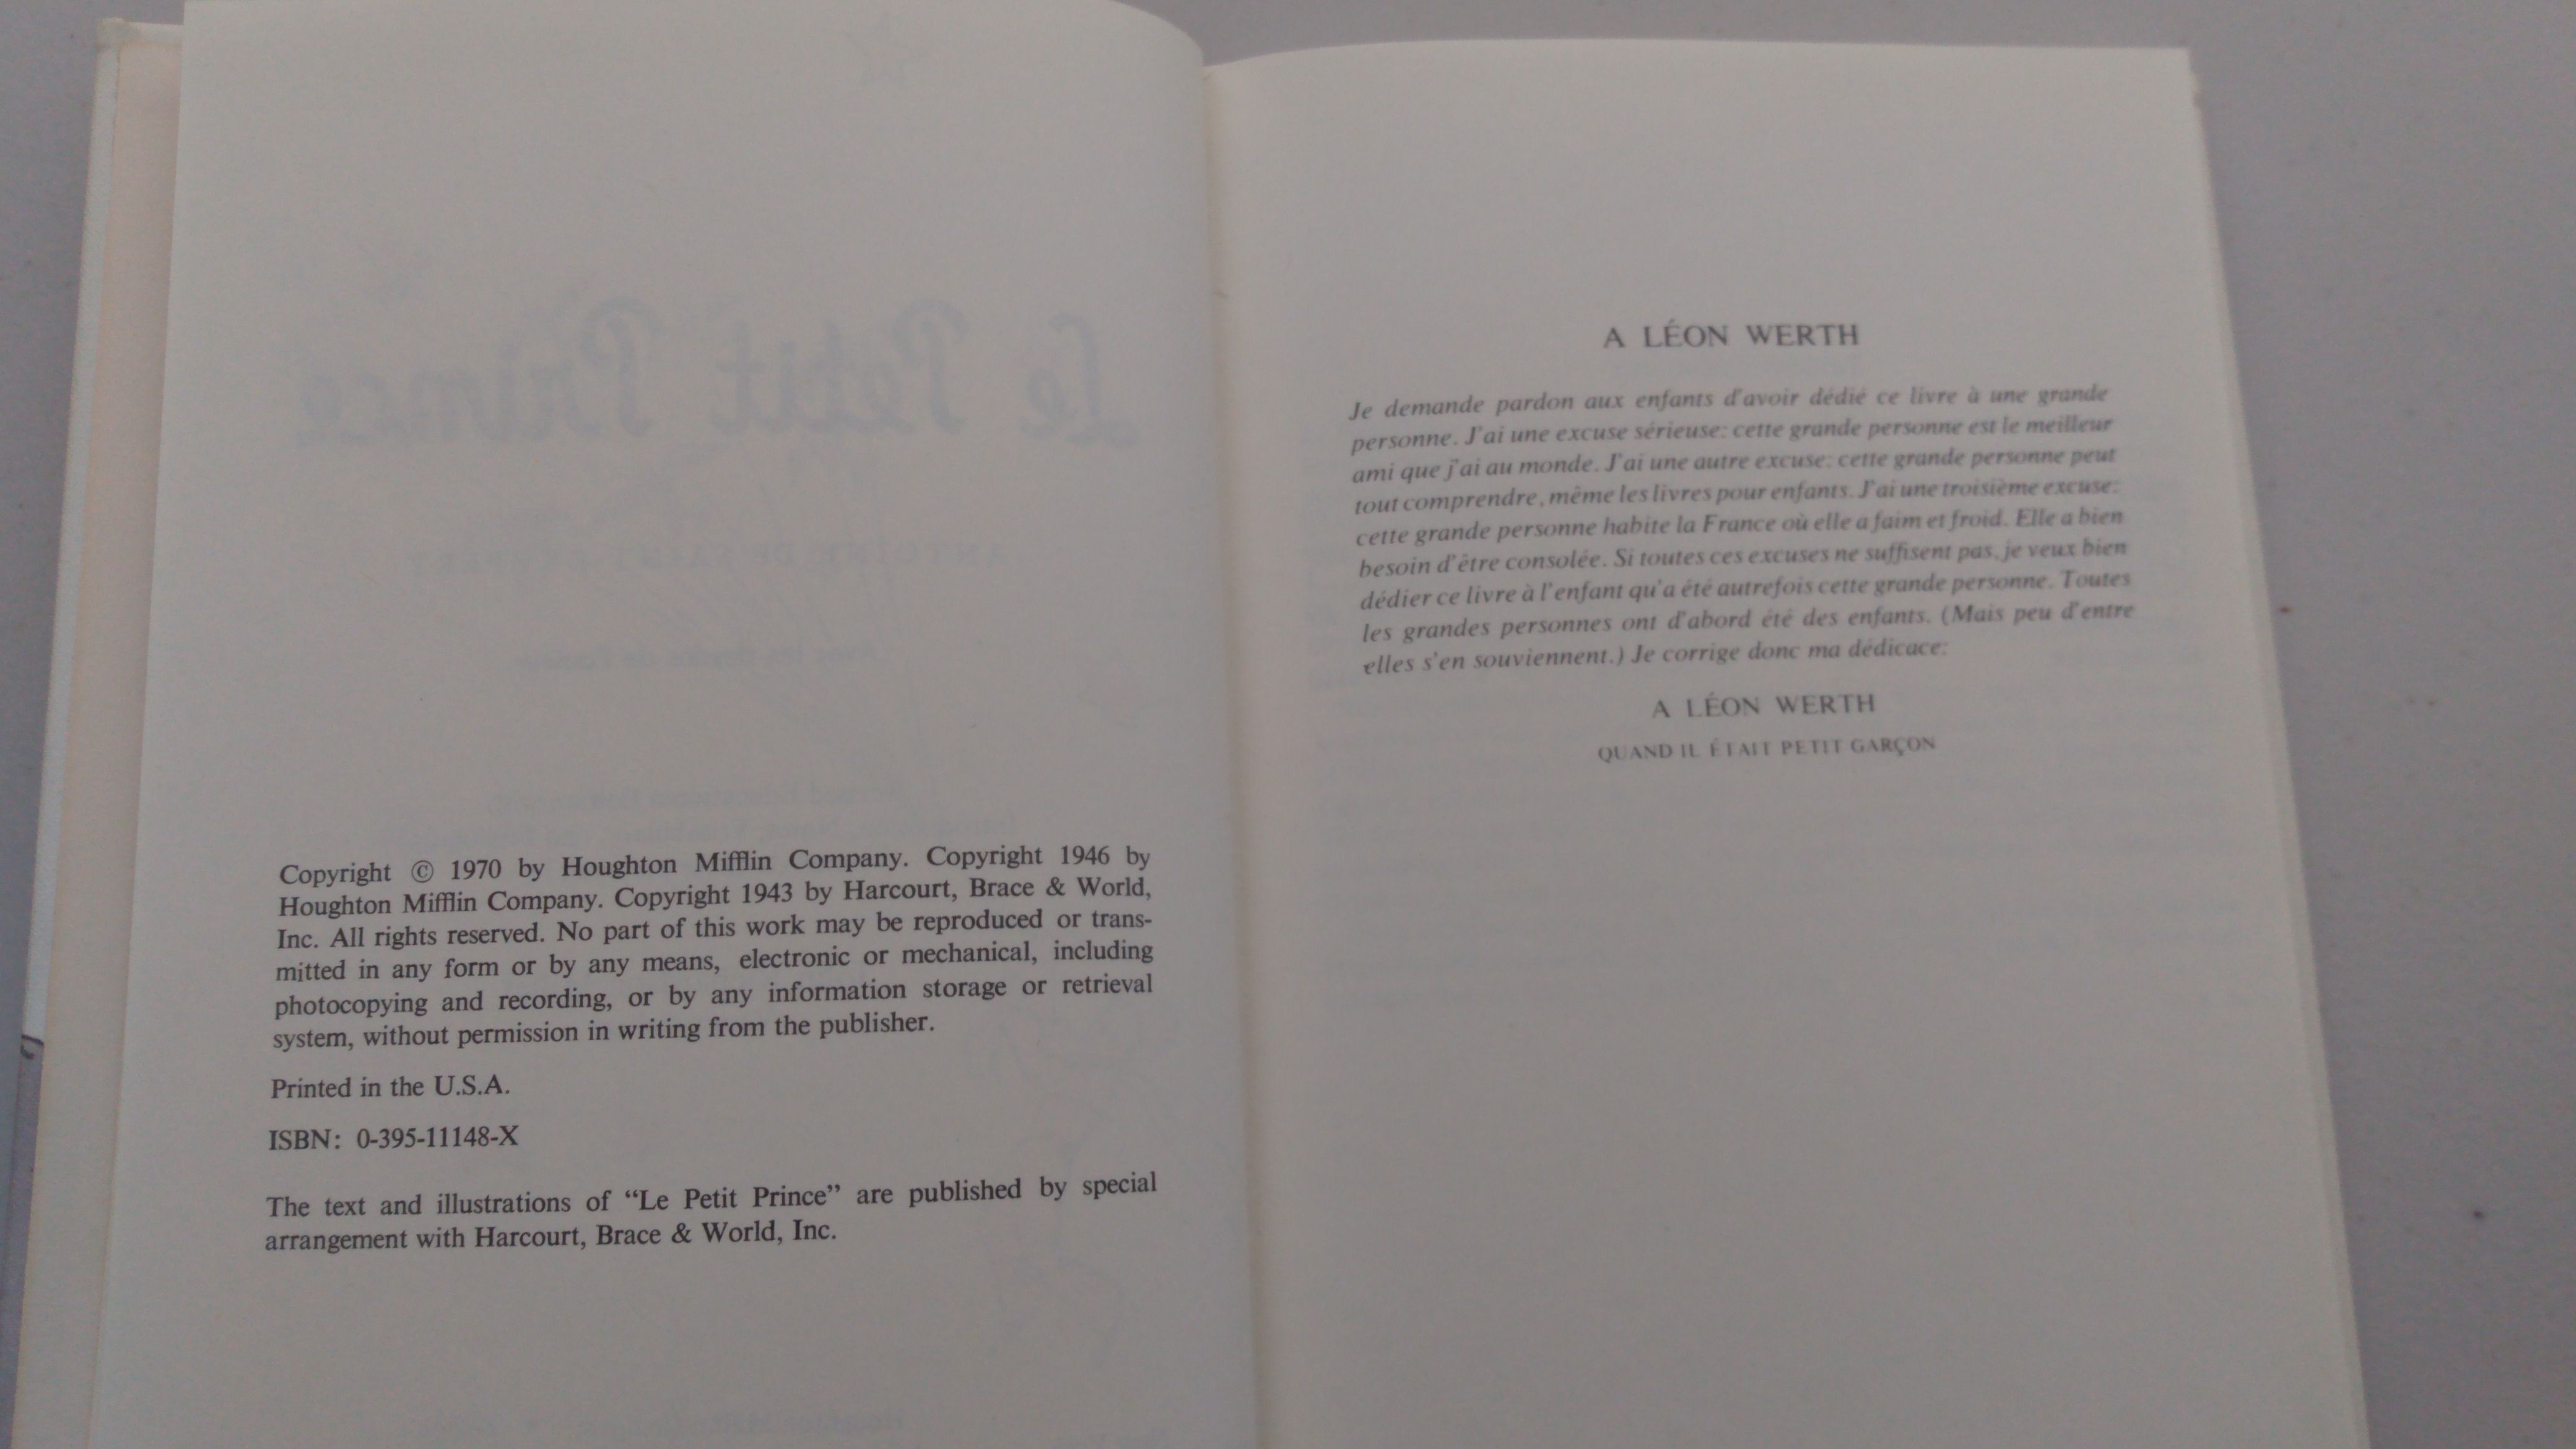 Le Petit Prince
Copyright © 1970 by Houghton Mifflin Company. Copyright 1946 by
Houghton Mifflin Company. Copyright 1943 by Harcourt, Brace & World,
Inc. All rights reserved. No part of this work may be reproduced or trans-
mitted in any form or by any means, electronic or mechanical, including
photocopying and recording, or by any information storage or retrieval
system, without permission in writing from the publisher.
Printed in the U.S.A.
ISBN: 0-395-11148-X
The text and illustrations of “Le Petit Prince” are published by special
arrangement with Harcourt, Brace & World, Inc.
A LÉON WERTH
Je demande pardon aux enfants d'avoir dédié ce livre à une grande
personne. J'ai une excuse sérieuse: cette grande personne est le meilleur
ami que j'ai au monde. J'ai une autre excuse: cette grande personne peut
tout comprendre, même les livres pour enfants. J'ai une troisième excuse:
cette grande personne habite la France où elle a faim et froid. Elle a bien
besoin d'être consolée. Si toutes ces excuses ne suffisent pas, je veux bien
dédier ce livre à l'enfant qu'a été autrefois cette grande personne. Toutes
les grandes personnes ont d'abord été des enfants. (Mais peu d'entre
elles s'en souviennent.) Je corrige donc ma dédicace:
A LÉON WERTH
QUAND IL ÉTAIT PETIT GARÇON